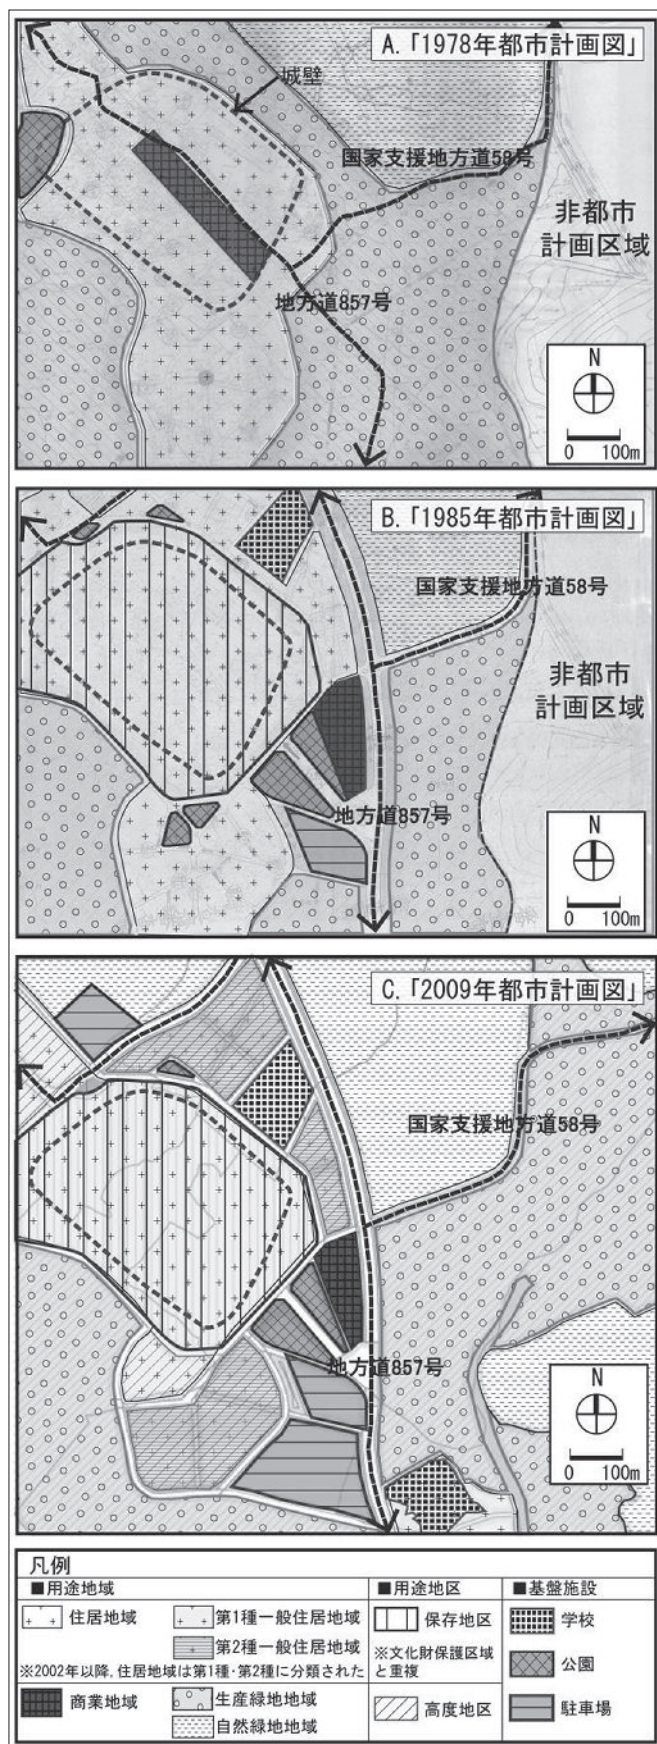 A.「1978年都市計画図」
城壁
国家支援地方道58号
非都市
計画区域
地方道857号
N
0 100m
B.「1985年都市計画図」
国家支援地方道58号
非都市
計画区域
地方道857号
N
0 100m
C.「2009年都市計画図」
国家支援地方道58号
地方道857号
N
0 100m
凡例
■用途地域 ■用途地区 ■基盤施設
住居地域 第1種一般住居地域 保存地区 学校
第2種一般住居地域 ※文化財保護区域
※2002年以降,住居地域は第1種・第2種に分類された と重複
公園
商業地域 生産緑地地域 高度地区 駐車場
自然緑地地域